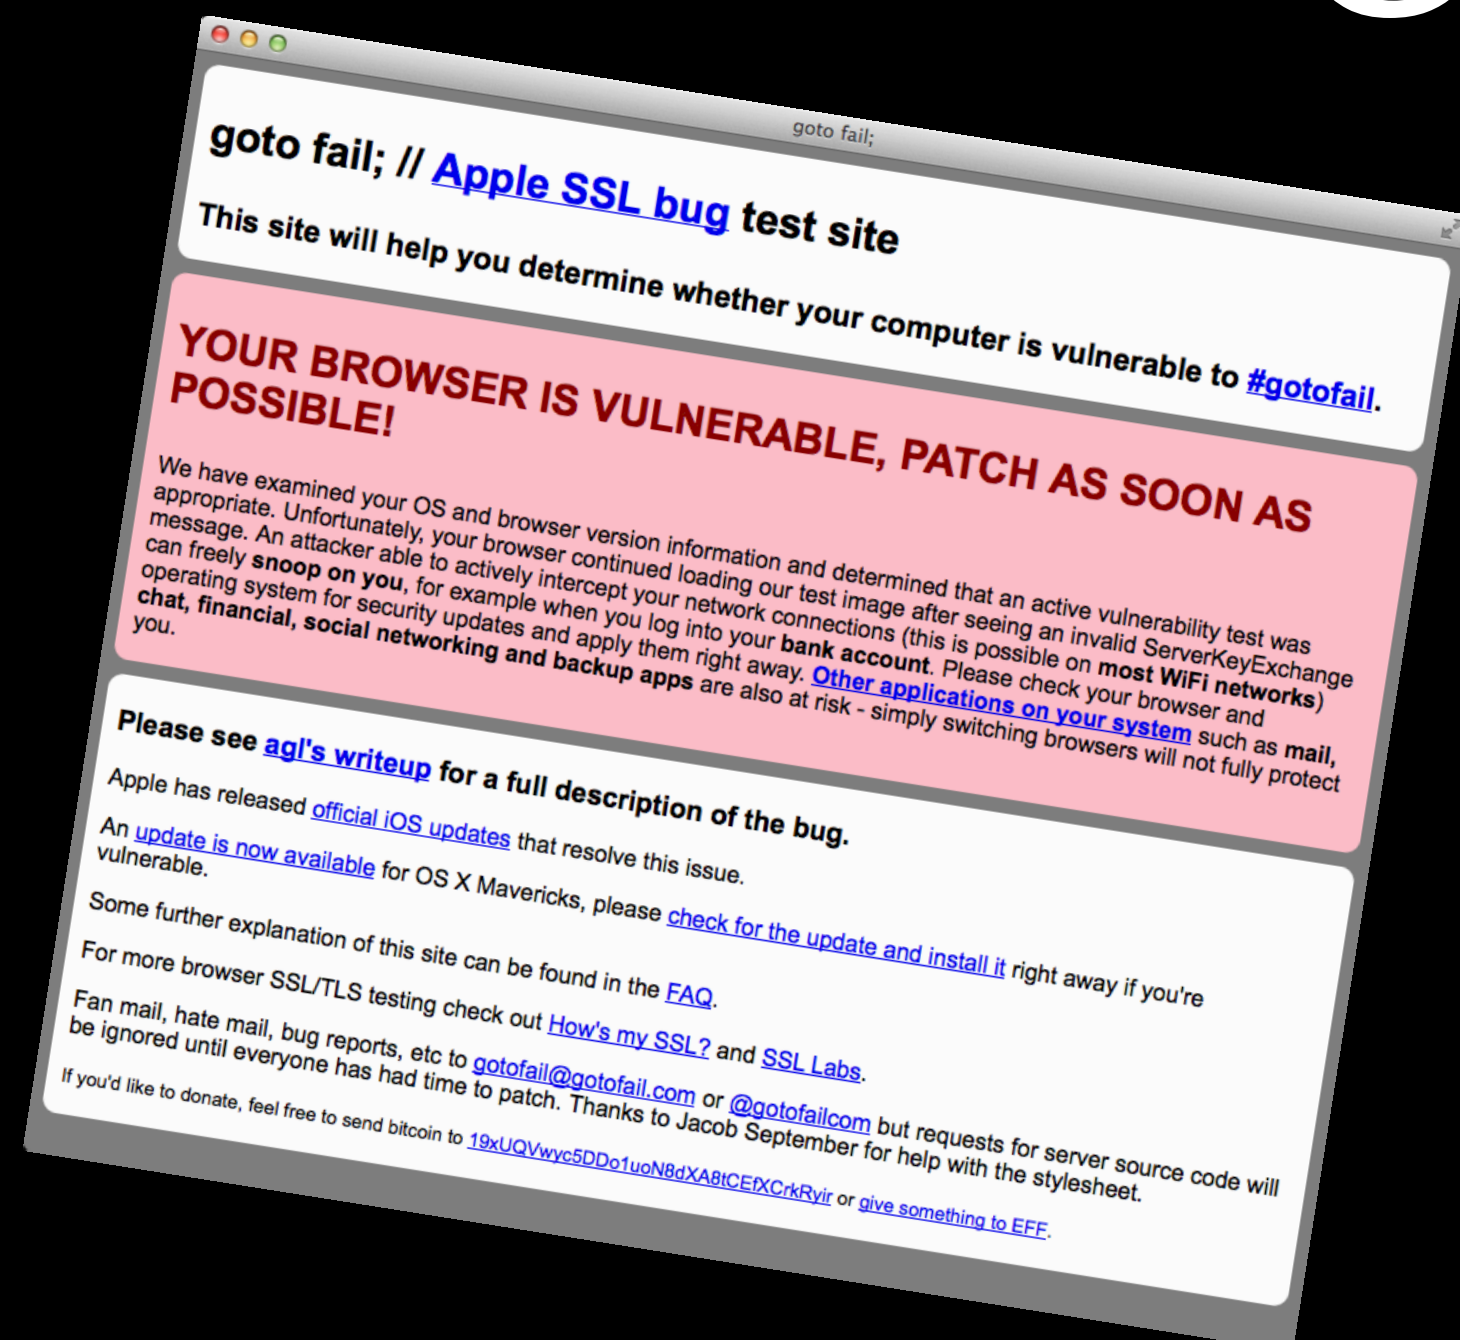 goto fail;
goto fail; // Apple SSL bug test site
This site will help you determine whether your computer is vulnerable to #gotofail.
YOUR BROWSER IS VULNERABLE, PATCH AS SOON AS
POSSIBLE!
We have examined your OS and browser version information and determined that an active vulnerability test was
appropriate. Unfortunately, your browser continued loading our test image after seeing an invalid ServerKeyExchange
message. An attacker able to actively intercept your network connections (this is possible on most WiFi networks)
can freely snoop on you, for example when you log into your bank account. Please check your browser and
operating system for security updates and apply them right away. Other applications on your system such as mail,
chat, financial, social networking and backup apps are also at risk - simply switching browsers will not fully protect
you.
Please see agl's writeup for a full description of the bug.
Apple has released official iOS updates that resolve this issue.
An update is now available for OS X Mavericks, please check for the update and install it right away if you're
vulnerable.
Some further explanation of this site can be found in the FAQ.
For more browser SSL/TLS testing check out How's my SSL? and SSL Labs.
Fan mail, hate mail, bug reports, etc to gotofail@gotofail.com or @gotofailcom but requests for server source code will
be ignored until everyone has had time to patch. Thanks to Jacob September for help with the stylesheet.
If you'd like to donate, feel free to send bitcoin to 19xUQVwyc5DDo1uoN8dXA8tCEfXCrkRyir or give something to EFF.